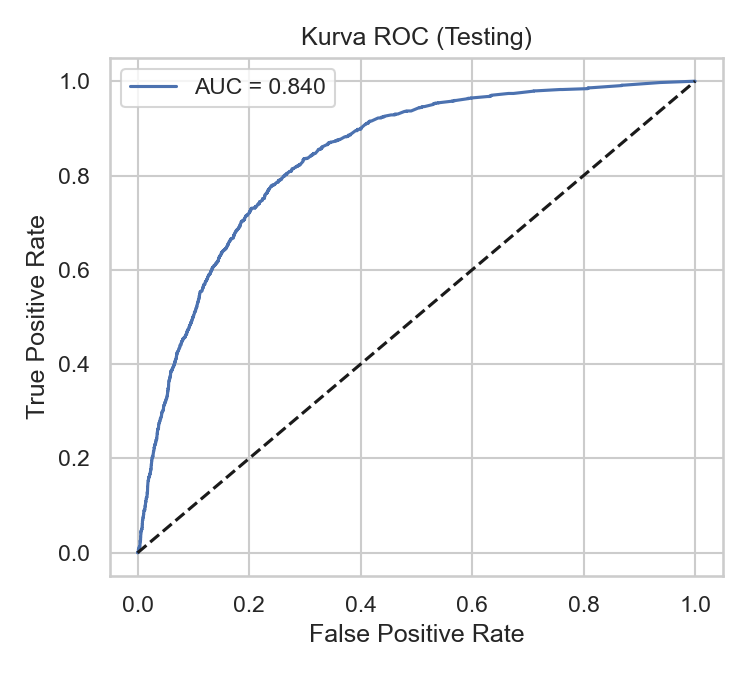 Kurva ROC (Testing)
AUC = 0.840
True Positive Rate
1.0
0.8
0.6
0.4
0.2
0.0
0.0 0.2 0.4 0.6 0.8 1.0
False Positive Rate